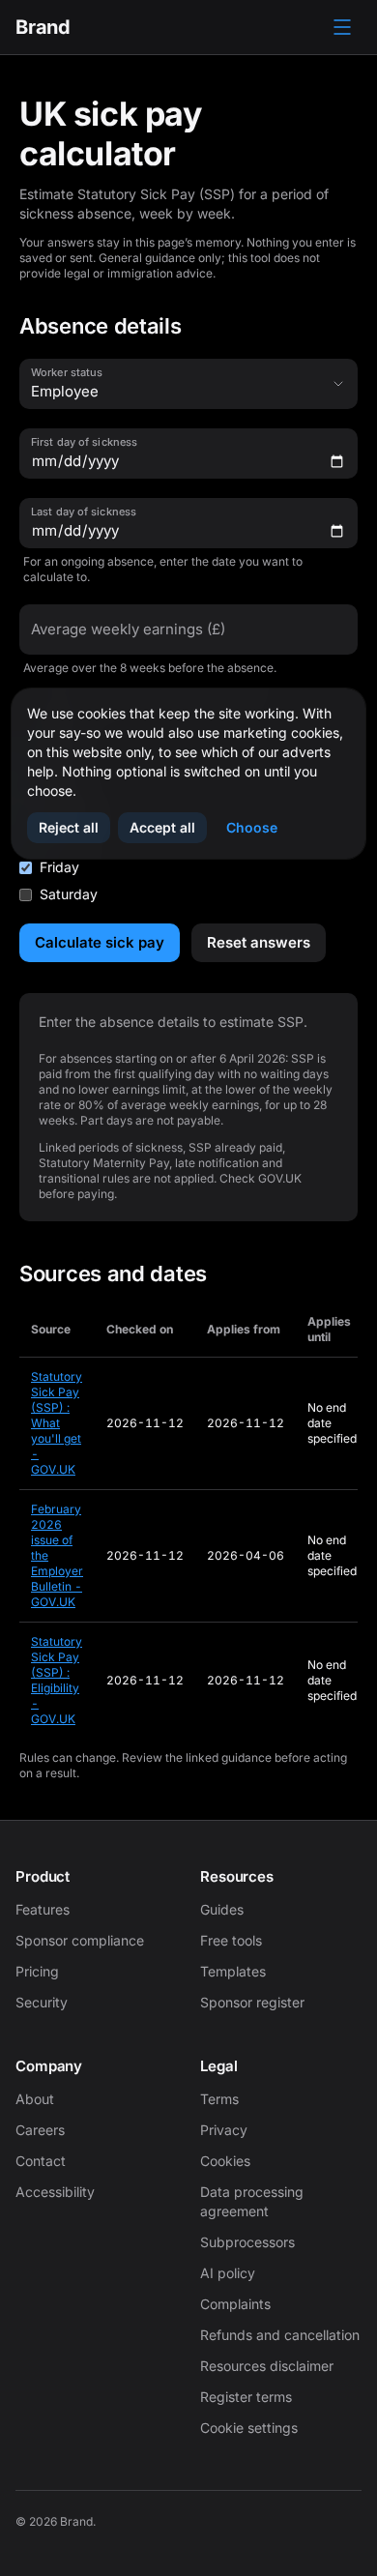 Brand
UK sick pay
calculator
Estimate Statutory Sick Pay (SSP) for a period of
sickness absence, week by week.
Your answers stay in this page's memory. Nothing you enter is
saved or sent. General guidance only; this tool does not
provide legal or immigration advice.
Absence details
Worker status
Employee
First day of sickness
mm/dd/yyyy
Last day of sickness
mm/dd/yyyy
For an ongoing absence, enter the date you want to
calculate to.
Average weekly earnings (£)
Average over the 8 weeks before the absence.
We use cookies that keep the site working. With
your say-so we would also use marketing cookies,
on this website only, to see which of our adverts
help. Nothing optional is switched on until you
choose.
Reject all
Accept all
Choose
Friday
Saturday
Calculate sick pay
Reset answers
Enter the absence details to estimate SSP.
For absences starting on or after 6 April 2026: SSP is
paid from the first qualifying day with no waiting days
and no lower earnings limit, at the lower of the weekly
rate or 80% of average weekly earnings, for up to 28
weeks. Part days are not payable.
Linked periods of sickness, SSP already paid,
Statutory Maternity Pay, late notification and
transitional rules are not applied. Check GOV.UK
before paying.
Sources and dates
Source
Checked on
Applies from
Applies
until
Statutory
Sick Pay
(SSP) :
What
you'll get
-
GOV.UK
2026-11-12
2026-11-12
No end
date
specified
February
2026
issue of
the
Employer
Bulletin -
GOV.UK
2026-11-12
2026-04-06
No end
date
specified
Statutory
Sick Pay
(SSP) :
Eligibility
-
GOV.UK
2026-11-12
2026-11-12
No end
date
specified
Rules can change. Review the linked guidance before acting
on a result.
Product
Features
Sponsor compliance
Pricing
Security
Resources
Guides
Free tools
Templates
Sponsor register
Company
About
Careers
Contact
Accessibility
Legal
Terms
Privacy
Cookies
Data processing
agreement
Subprocessors
AI policy
Complaints
Refunds and cancellation
Resources disclaimer
Register terms
Cookie settings
© 2026 Brand.